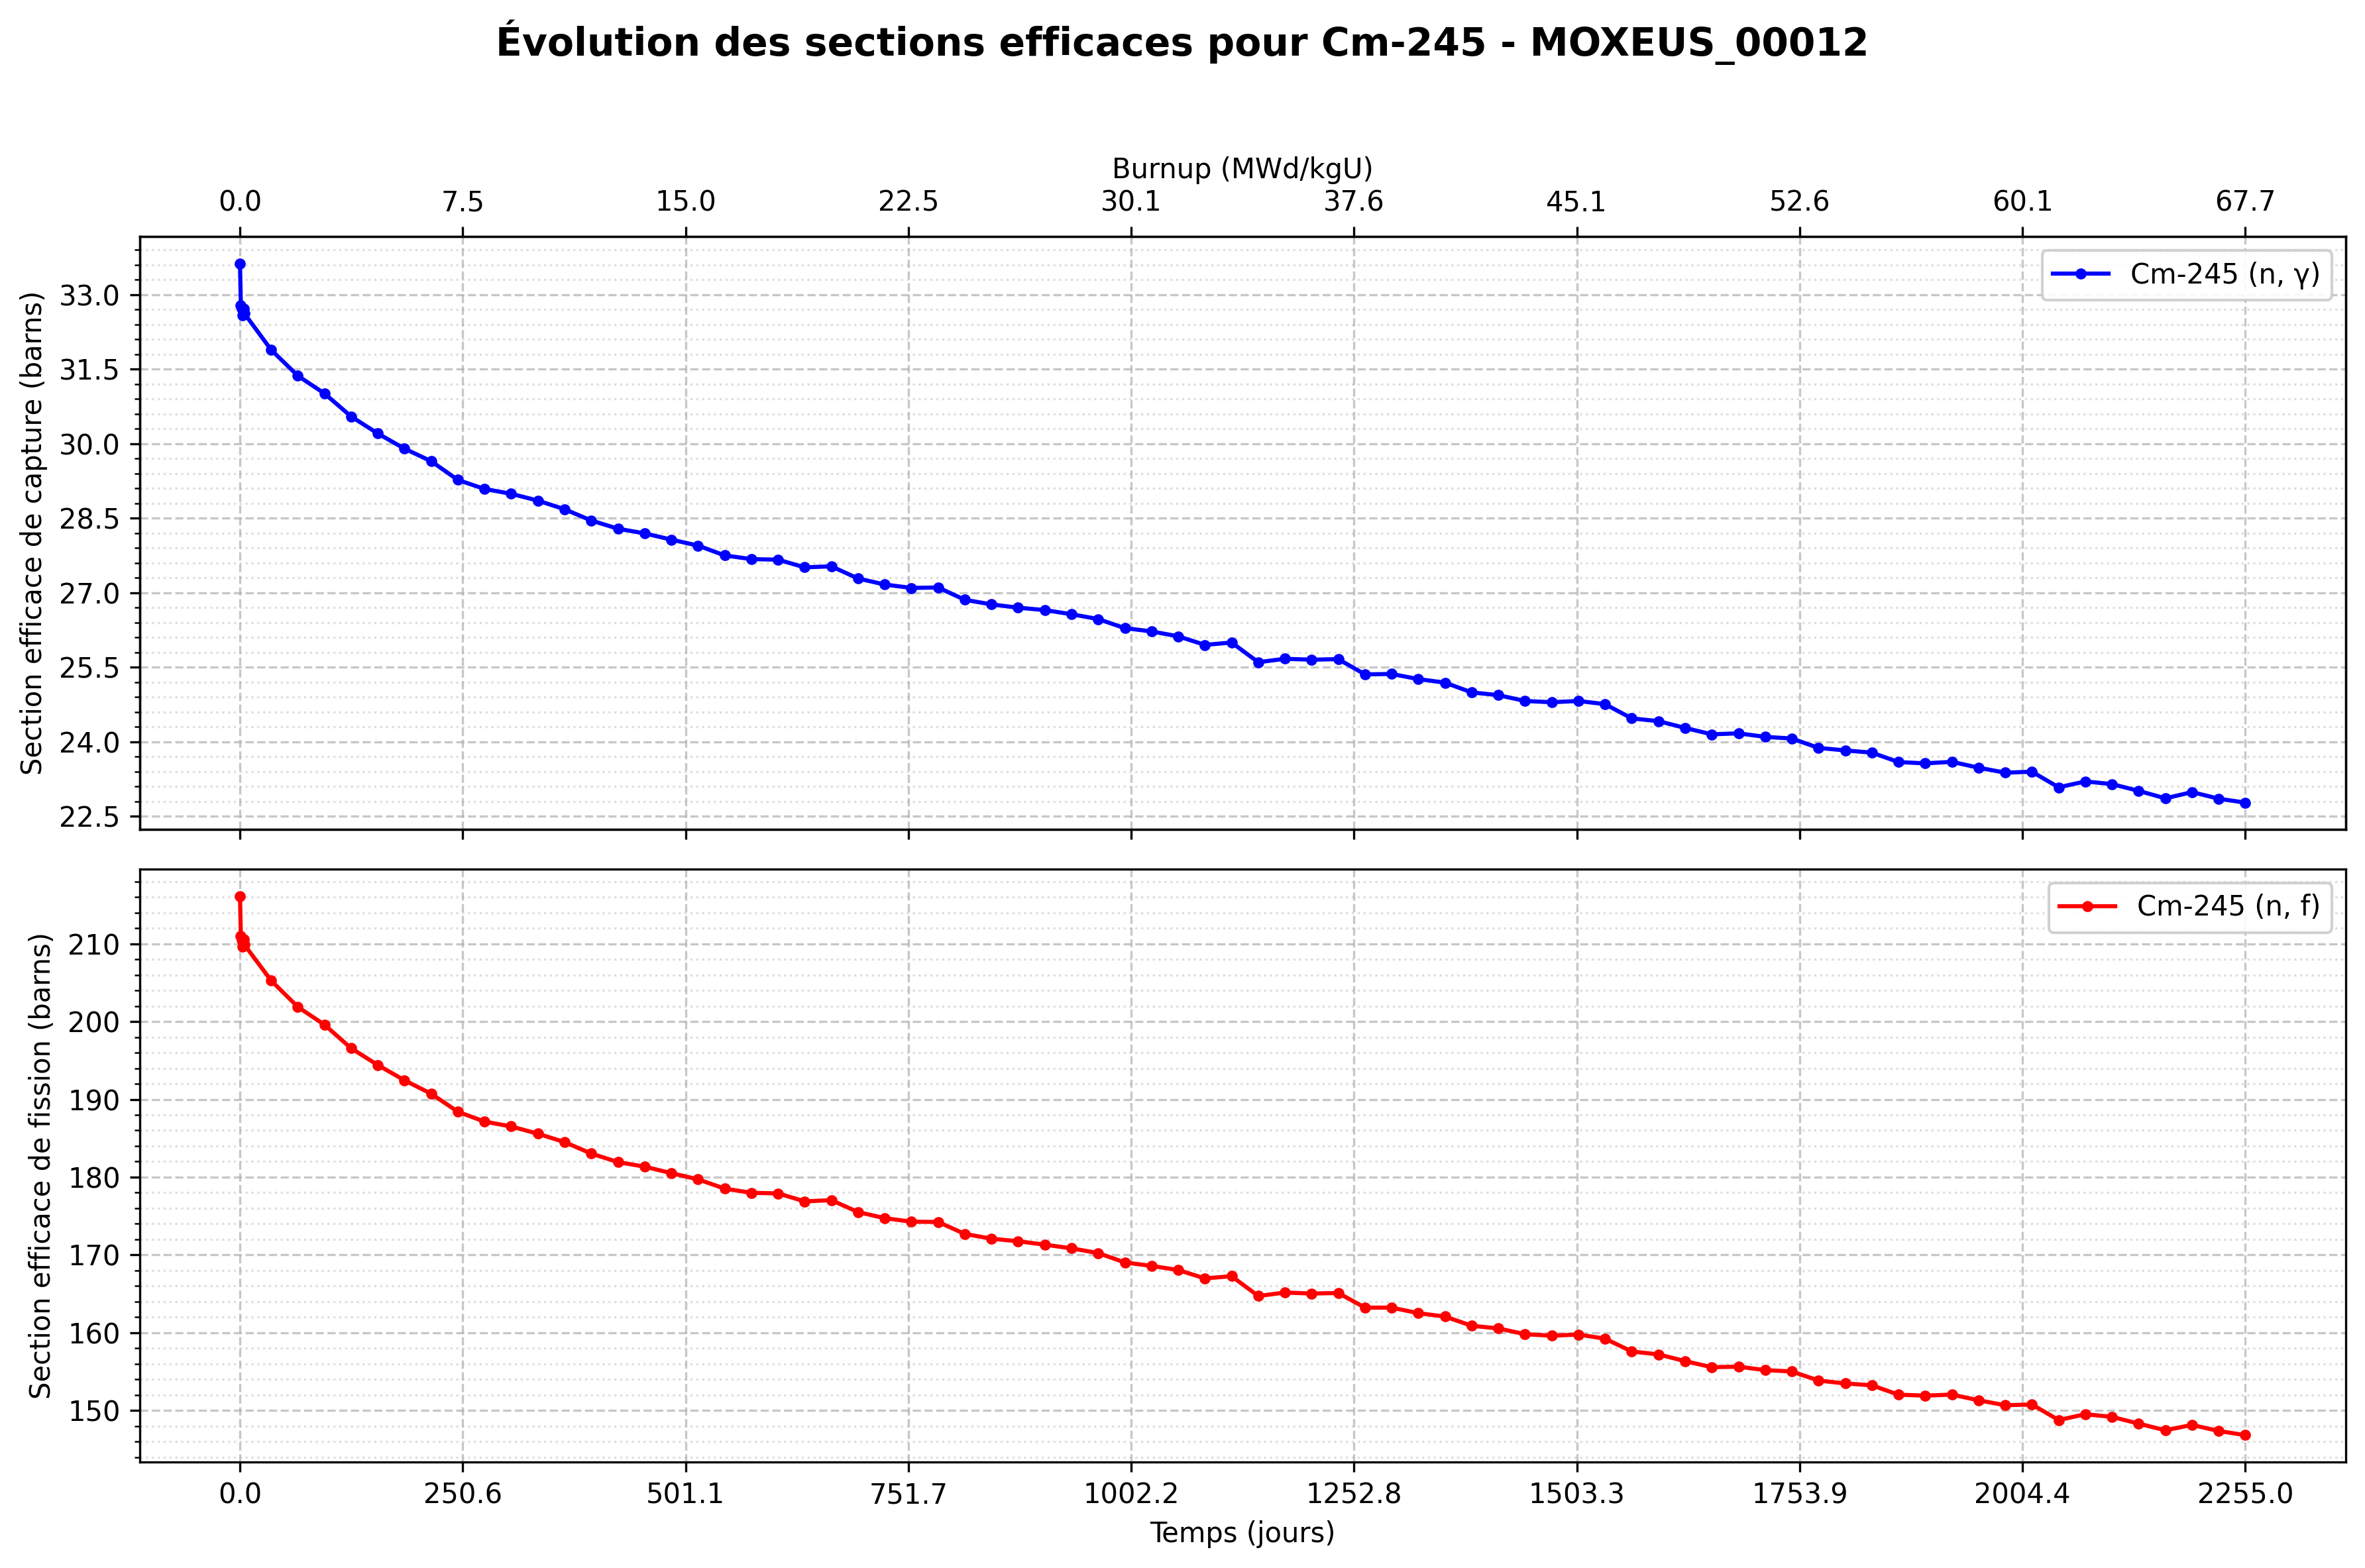 Évolution des sections efficaces pour Cm-245 - MOXEUS_00012
Burnup (MWd/kgU)
0.0 7.5 15.0 22.5 30.1 37.6 45.1 52.6 60.1 67.7
Section efficace de capture (barns)
33.0
31.5
30.0
28.5
27.0
25.5
24.0
22.5
Cm-245 (n, γ)
Section efficace de fission (barns)
210
200
190
180
170
160
150
Cm-245 (n, f)
0.0 250.6 501.1 751.7 1002.2 1252.8 1503.3 1753.9 2004.4 2255.0
Temps (jours)